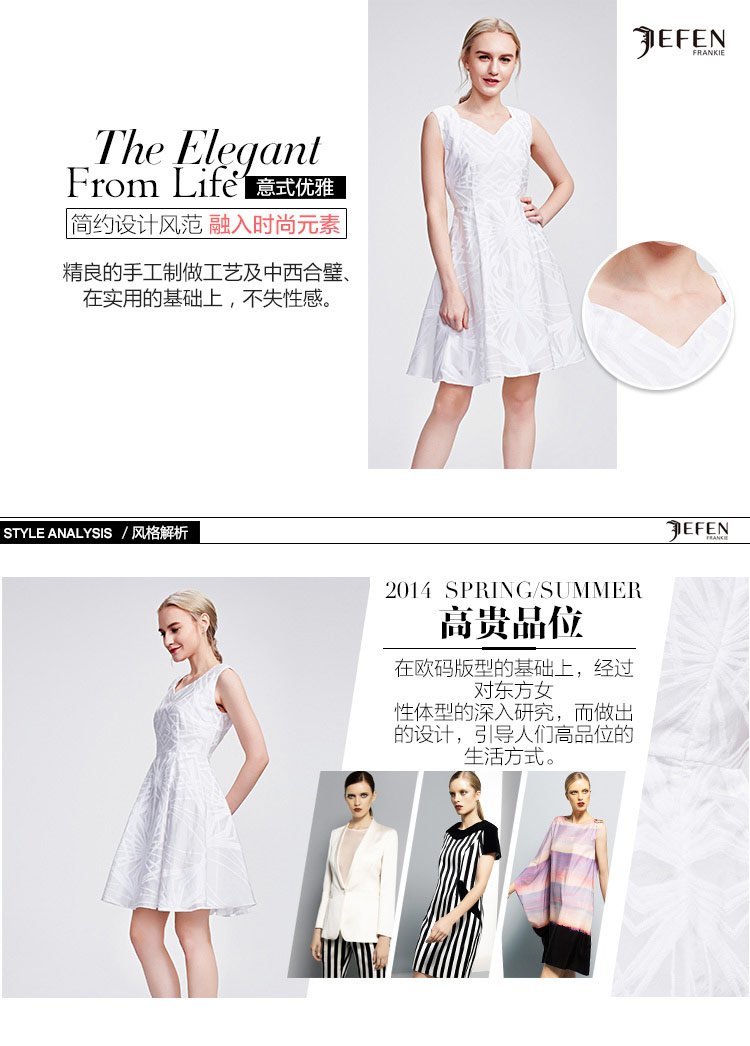 JEFEN
FRANKIE
The Elegant
From Life 意式优雅
简约设计风范 融入时尚元素
精良的手工制做工艺及中西合璧、
在实用的基础上，不失性感。
STYLE ANALYSIS / 风格解析
JEFEN
FRANKIE
2014 SPRING/SUMMER
高贵品位
在欧码版型的基础上，经过
对东方女
性体型的深入研究，而做出
的设计，引导人们高品位的
生活方式。